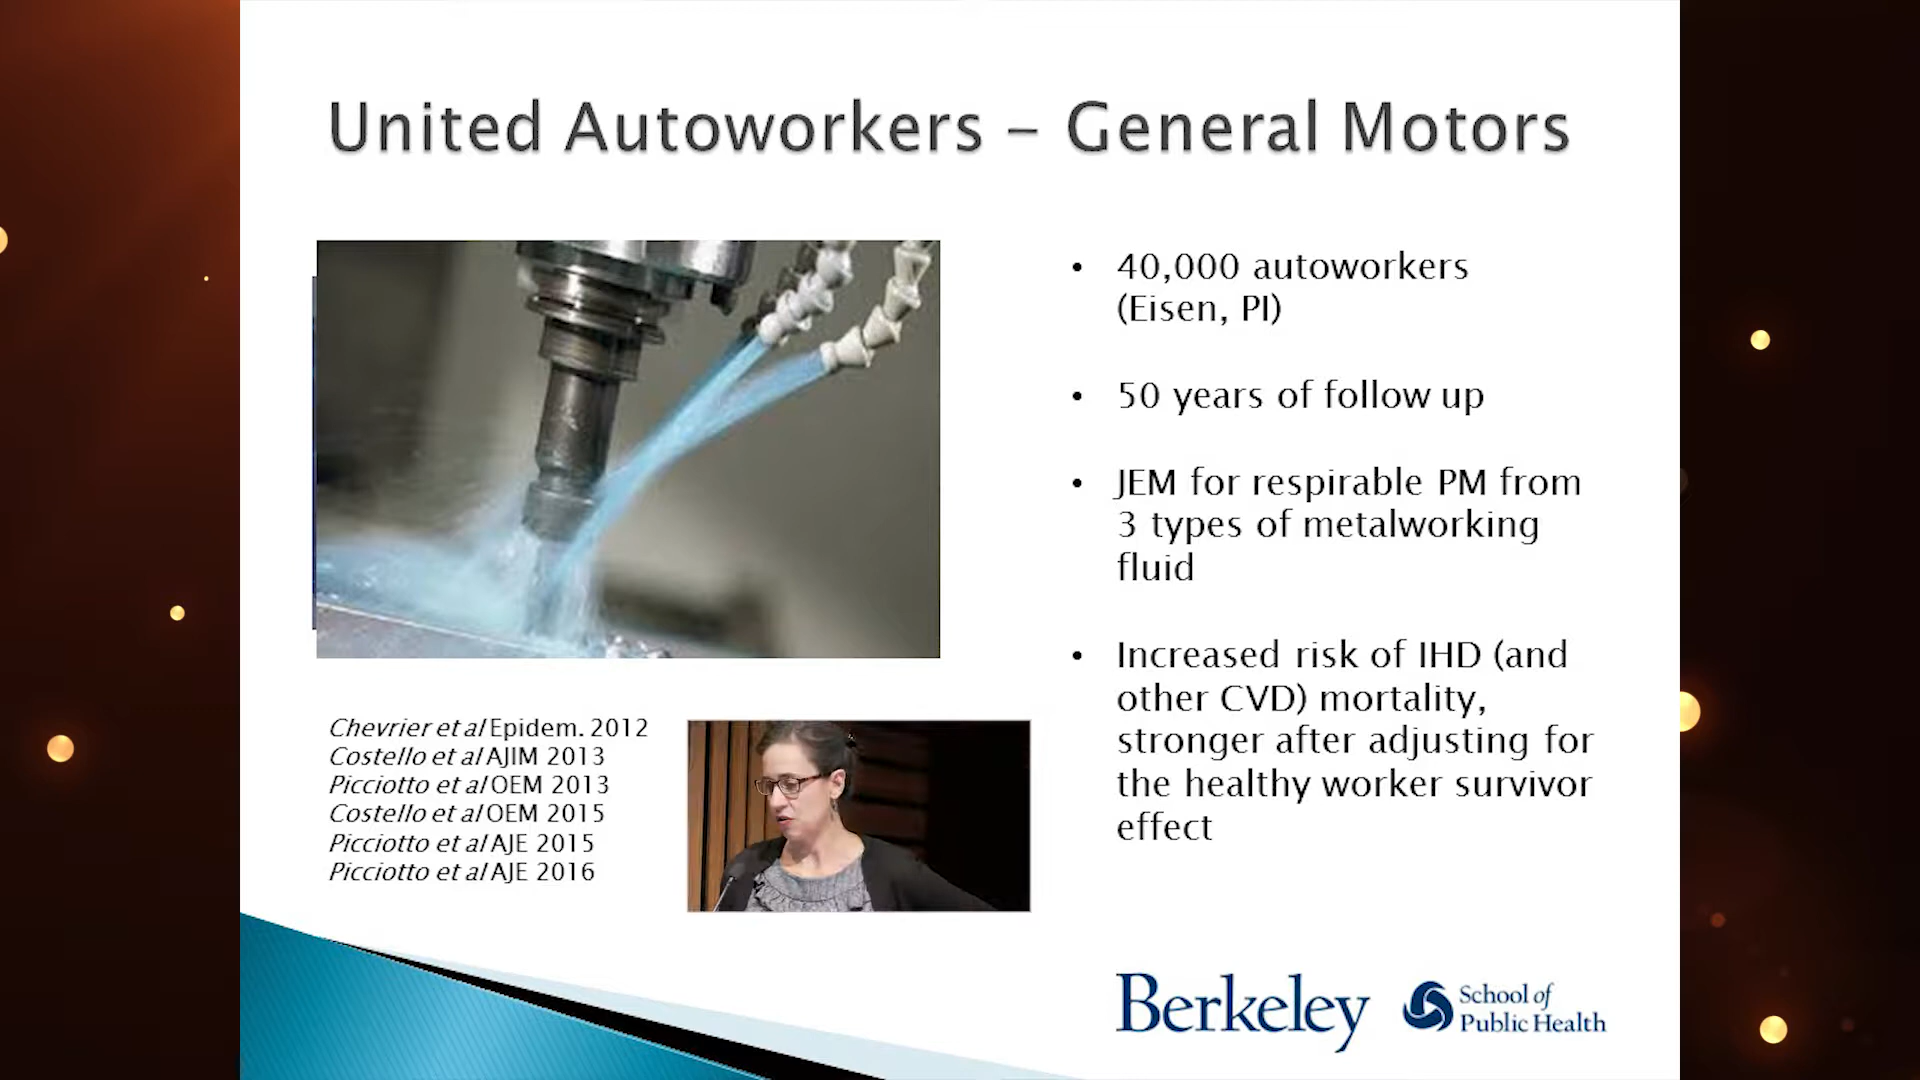 United Autoworkers – General Motors
• 40,000 autoworkers
(Eisen, PI)
• 50 years of follow up
• JEM for respirable PM from
3 types of metalworking
fluid
• Increased risk of IHD (and
other CVD) mortality,
stronger after adjusting for
the healthy worker survivor
effect
Chevrier et al Epidem. 2012
Costello et al AJIM 2013
Picciotto et al OEM 2013
Costello et al OEM 2015
Picciotto et al AJE 2015
Picciotto et al AJE 2016
Berkeley
School of
Public Health